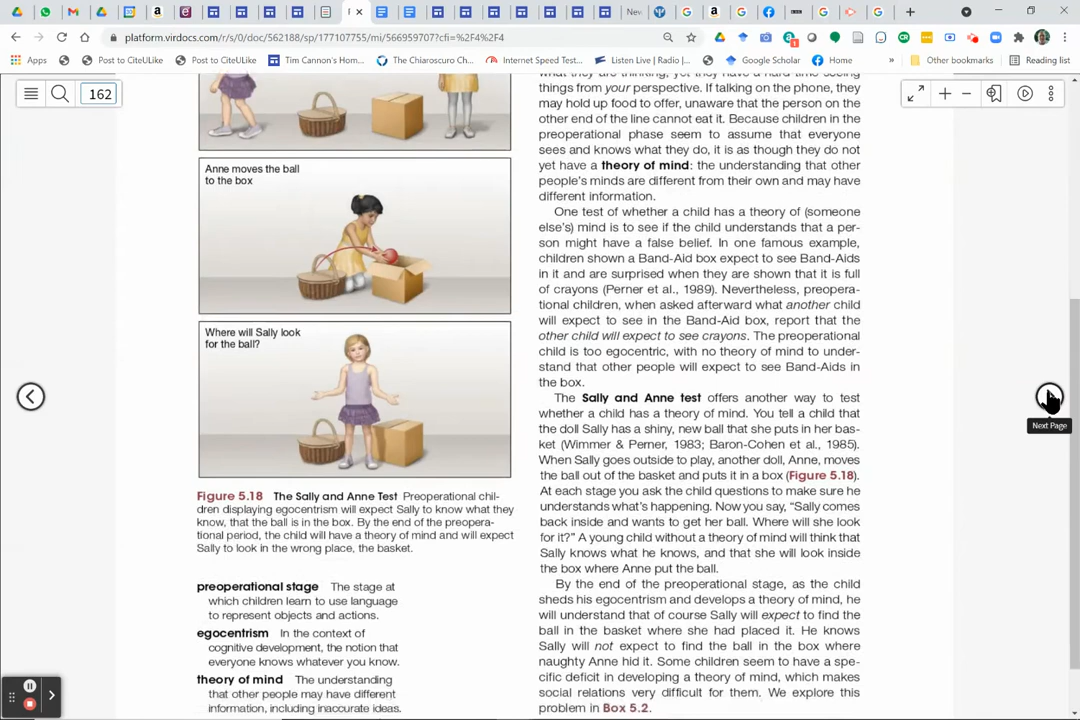 New
platform.virdocs.com/r/s/0/doc/562188/sp/177107755/mi/566959707?cfi=%2F4%2F4
Apps
Post to CiteULike
Post to CiteULike
Tim Cannon's Hom...
The Chiaroscuro Ch...
Internet Speed Test...
Listen Live | Radio |...
Google Scholar
Home
Other bookmarks
Reading list
162
Anne moves the ball
to the box
Where will Sally look
for the ball?
Figure 5.18 The Sally and Anne Test Preoperational chil-
dren displaying egocentrism will expect Sally to know what they
know, that the ball is in the box. By the end of the preopera-
tional period, the child will have a theory of mind and will expect
Sally to look in the wrong place, the basket.
preoperational stage The stage at
which children learn to use language
to represent objects and actions.
egocentrism In the context of
cognitive development, the notion that
everyone knows whatever you know.
theory of mind The understanding
that other people may have different
information, including inaccurate ideas.
what they are thinking, yet they have a hard time seeing
things from your perspective. If talking on the phone, they
may hold up food to offer, unaware that the person on the
other end of the line cannot eat it. Because children in the
preoperational phase seem to assume that everyone
sees and knows what they do, it is as though they do not
yet have a theory of mind: the understanding that other
people's minds are different from their own and may have
different information.
One test of whether a child has a theory of (someone
else's) mind is to see if the child understands that a per-
son might have a false belief. In one famous example,
children shown a Band-Aid box expect to see Band-Aids
in it and are surprised when they are shown that it is full
of crayons (Perner et al., 1989). Nevertheless, preopera-
tional children, when asked afterward what another child
will expect to see in the Band-Aid box, report that the
other child will expect to see crayons. The preoperational
child is too egocentric, with no theory of mind to under-
stand that other people will expect to see Band-Aids in
the box.
The Sally and Anne test offers another way to test
whether a child has a theory of mind. You tell a child that
the doll Sally has a shiny, new ball that she puts in her bas-
ket (Wimmer & Perner, 1983; Baron-Cohen et al., 1985).
When Sally goes outside to play, another doll, Anne, moves
the ball out of the basket and puts it in a box (Figure 5.18).
At each stage you ask the child questions to make sure he
understands what's happening. Now you say, “Sally comes
back inside and wants to get her ball. Where will she look
for it?” A young child without a theory of mind will think that
Sally knows what he knows, and that she will look inside
the box where Anne put the ball.
By the end of the preoperational stage, as the child
sheds his egocentrism and develops a theory of mind, he
will understand that of course Sally will expect to find the
ball in the basket where she had placed it. He knows
Sally will not expect to find the ball in the box where
naughty Anne hid it. Some children seem to have a spe-
cific deficit in developing a theory of mind, which makes
social relations very difficult for them. We explore this
problem in Box 5.2.
Next Page